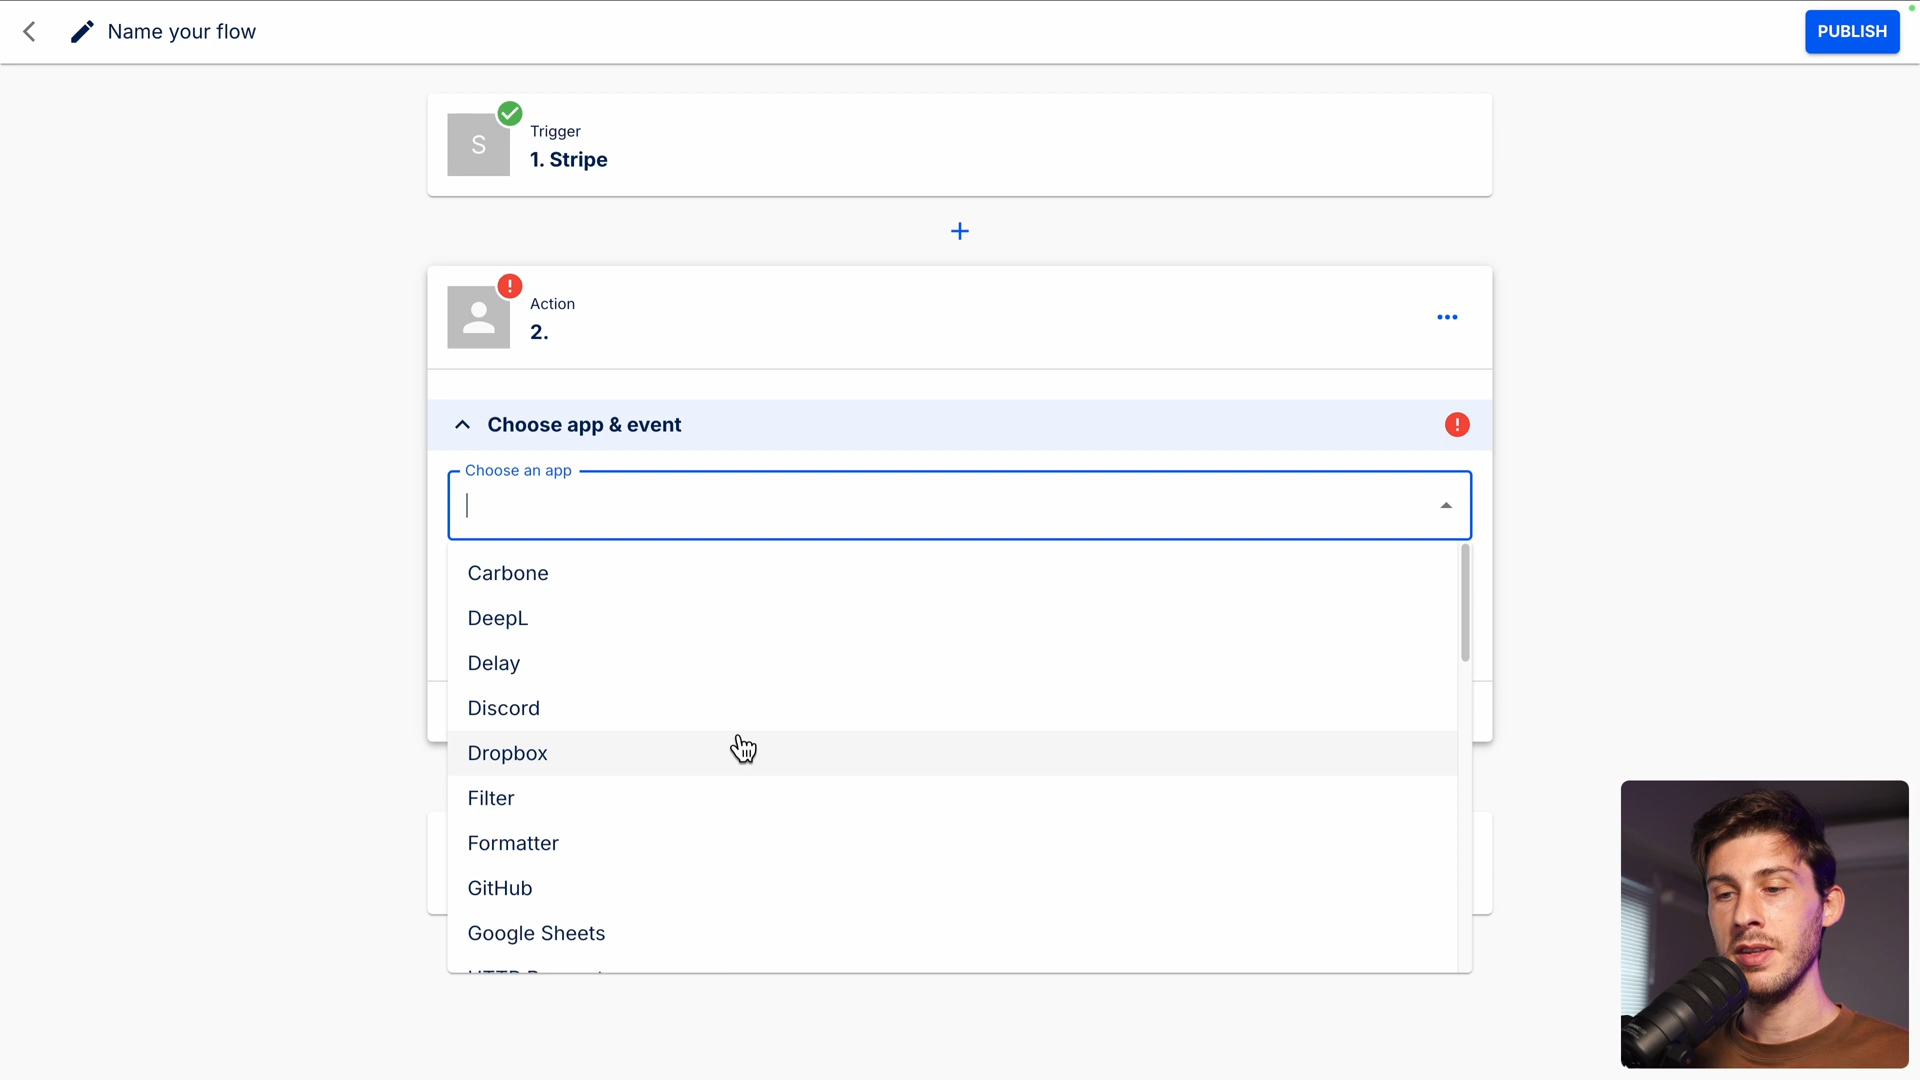 Name your flow
PUBLISH
S
Trigger
1. Stripe
Action
2.
Choose app & event
Choose an app
Carbone
DeepL
Delay
Discord
Dropbox
Filter
Formatter
GitHub
Google Sheets